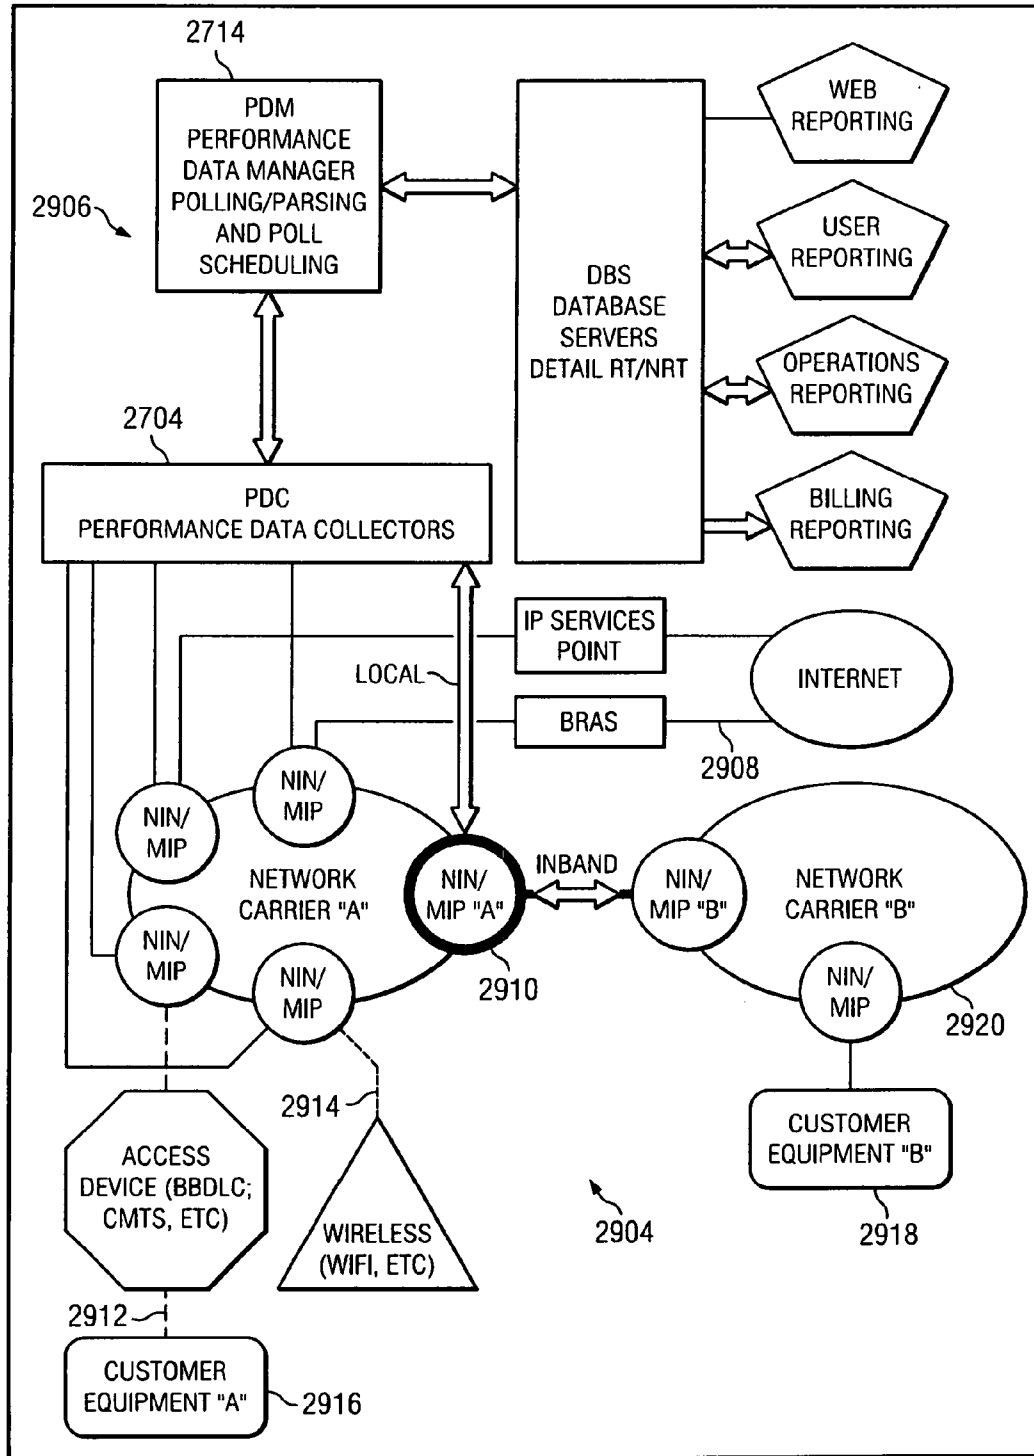 2714
PDM
PERFORMANCE
DATA MANAGER
POLLING/PARSING
AND POLL
SCHEDULING
2906
DBS
DATABASE
SERVERS
DETAIL RT/NRT
WEB
REPORTING
USER
REPORTING
OPERATIONS
REPORTING
BILLING
REPORTING
2704
PDC
PERFORMANCE DATA COLLECTORS
IP SERVICES
POINT
LOCAL
BRAS
INTERNET
2908
NIN/
MIP
NIN/
MIP
NETWORK
CARRIER "A"
NIN/
MIP "A"
INBAND
NIN/
MIP "B"
NETWORK
CARRIER "B"
NIN/
MIP
NIN/
MIP
2910
NIN/
MIP
2920
2914
ACCESS
DEVICE (BBDLC;
CMTS, ETC)
WIRELESS
(WIFI, ETC)
CUSTOMER
EQUIPMENT "B"
2904
2918
2912
CUSTOMER
EQUIPMENT "A"
2916